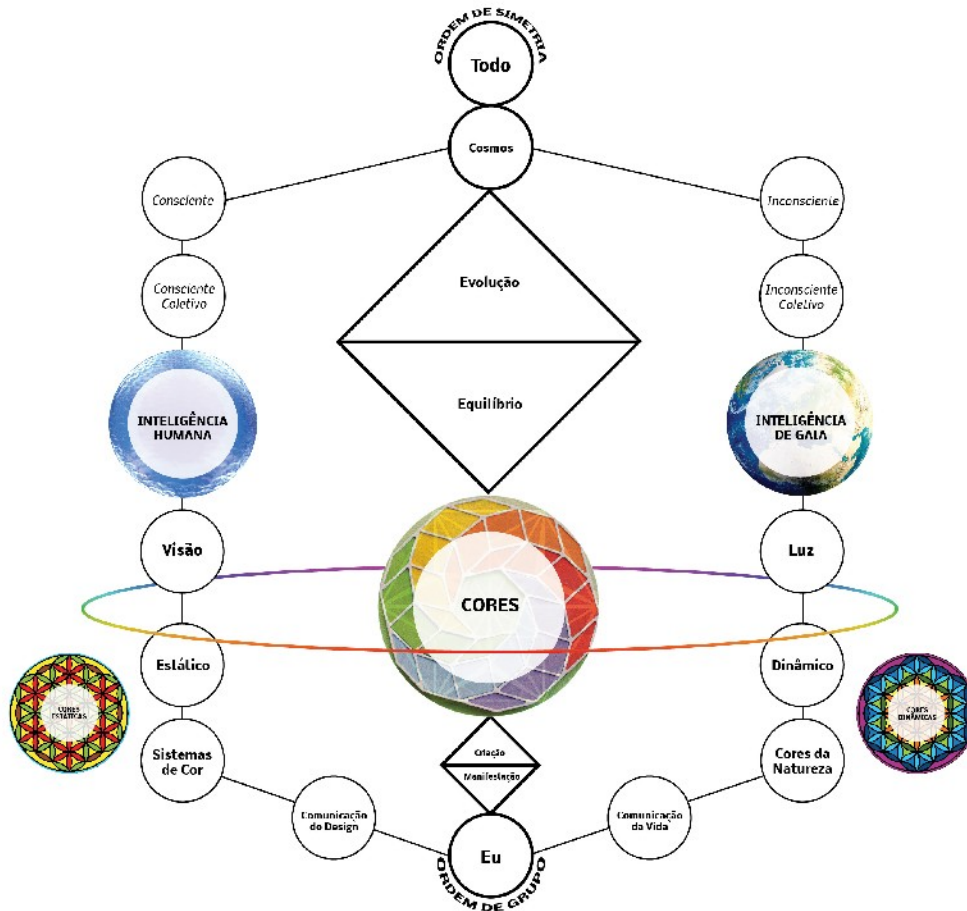 ORDEM DE SIMETRIA
Todo
Cosmos
Consciente
Inconsciente
Evolução
Consciente
Coletivo
Inconsciente
Coletivo
Equilíbrio
INTELIGÊNCIA
HUMANA
INTELIGÊNCIA
DE GAIA
Visão
Luz
CORES
Estático
Dinâmico
CORES
ESTÁTICAS
CORES
DINÂMICAS
Sistemas
de Cor
Criação
Manifestação
Cores da
Natureza
Comunicação
do Design
Comunicação
da Vida
Eu
ORDEM DE GRUPO